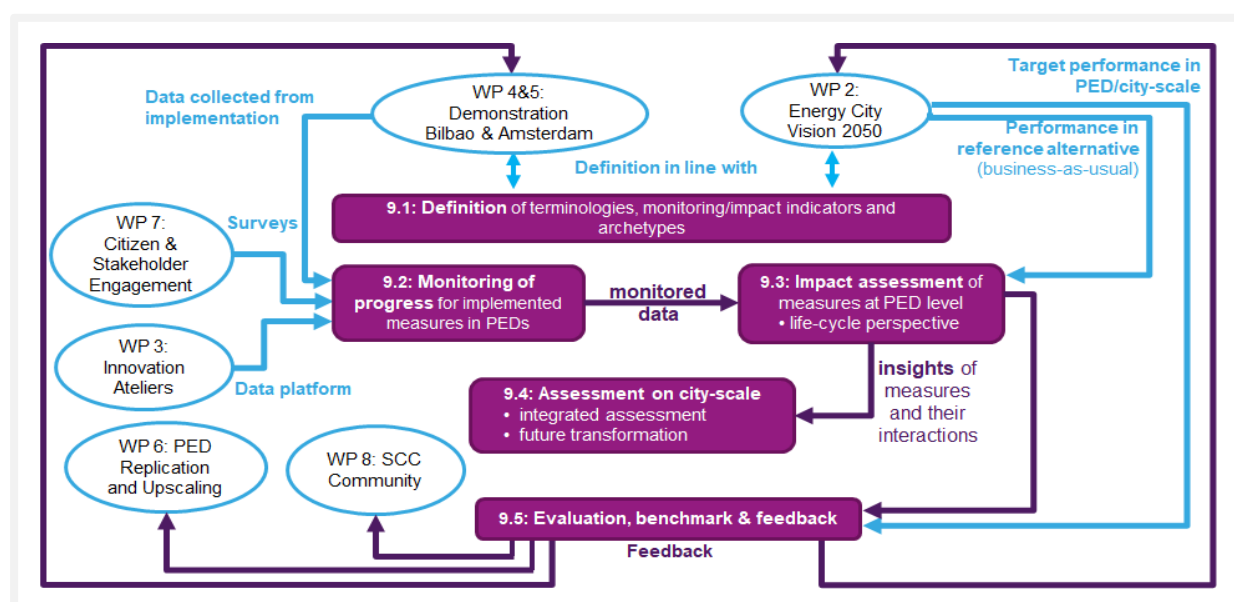 WP 4&5:
Demonstration
Bilbao & Amsterdam
WP 2:
Energy City
Vision 2050
Target performance in
PED/city-scale
Data collected from
implementation
Performance in
reference alternative
(business-as-usual)
Definition in line with
9.1: Definition of terminologies, monitoring/impact indicators and
archetypes
WP 7:
Citizen &
Stakeholder
Engagement
Surveys
9.2: Monitoring of
progress for implemented
measures in PEDs
monitored
data
9.3: Impact assessment of
measures at PED level
• life-cycle perspective
WP 3:
Innovation
Ateliers
Data platform
9.4: Assessment on city-scale
• integrated assessment
• future transformation
insights of
measures
and their
interactions
WP 6: PED
Replication
and Upscaling
WP 8: SCC
Community
9.5: Evaluation, benchmark & feedback
Feedback